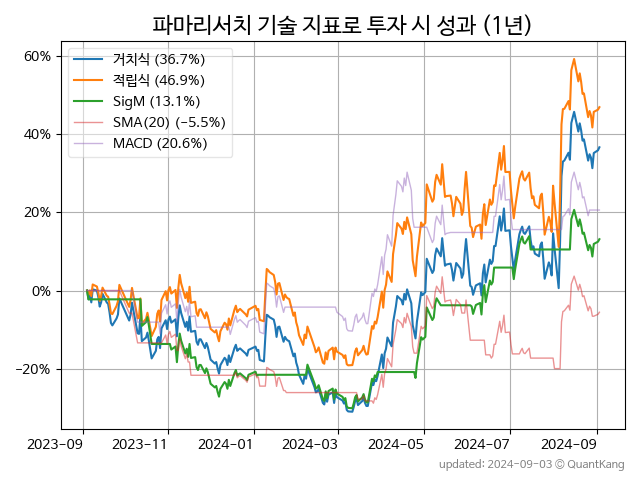 파마리서치 기술 지표로 투자 시 성과 (1년)
60%
40%
20%
0%
−20%
거치식 (36.7%)
적립식 (46.9%)
SigM (13.1%)
SMA(20) (−5.5%)
MACD (20.6%)
2023-09
2023-11
2024-01
2024-03
2024-05
2024-07
2024-09
updated: 2024-09-03 © QuantKang